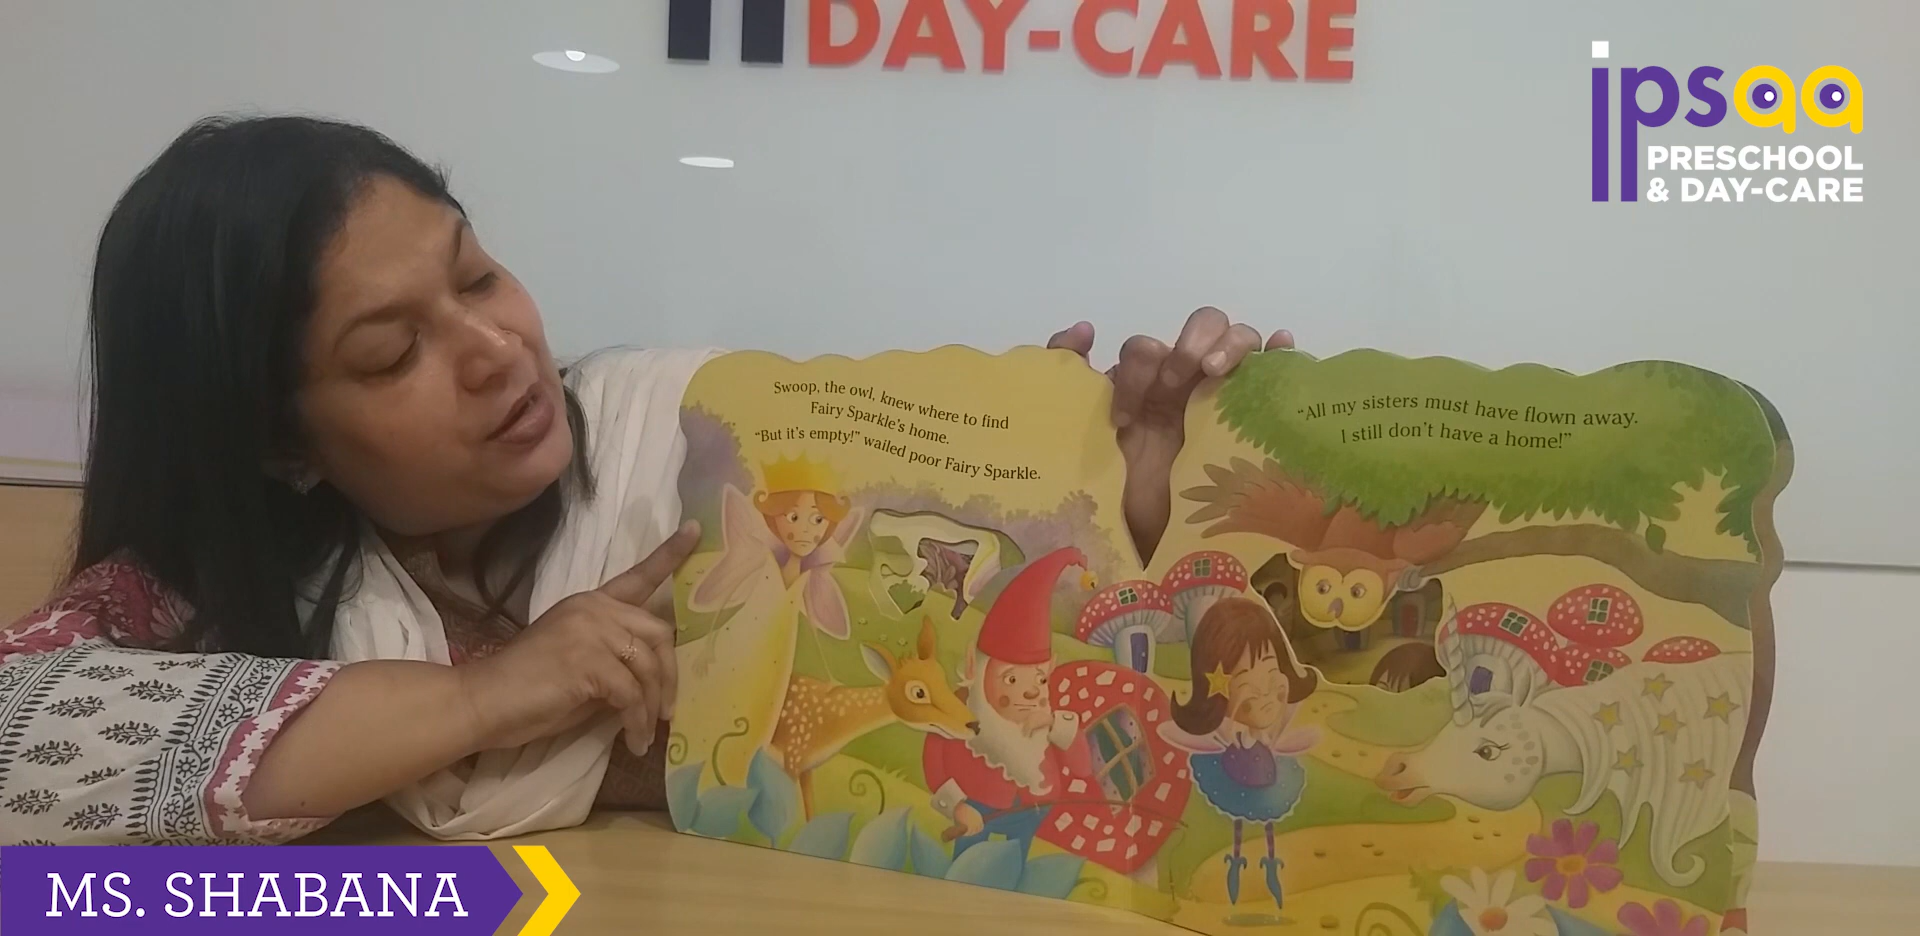 DAY-CARE
ipsaa
PRESCHOOL
& DAY-CARE
Swoop, the owl, knew where to find
Fairy Sparkle's home.
"But it's empty!" wailed poor Fairy Sparkle.
"All my sisters must have flown away.
I still don't have a home!"
MS. SHABANA